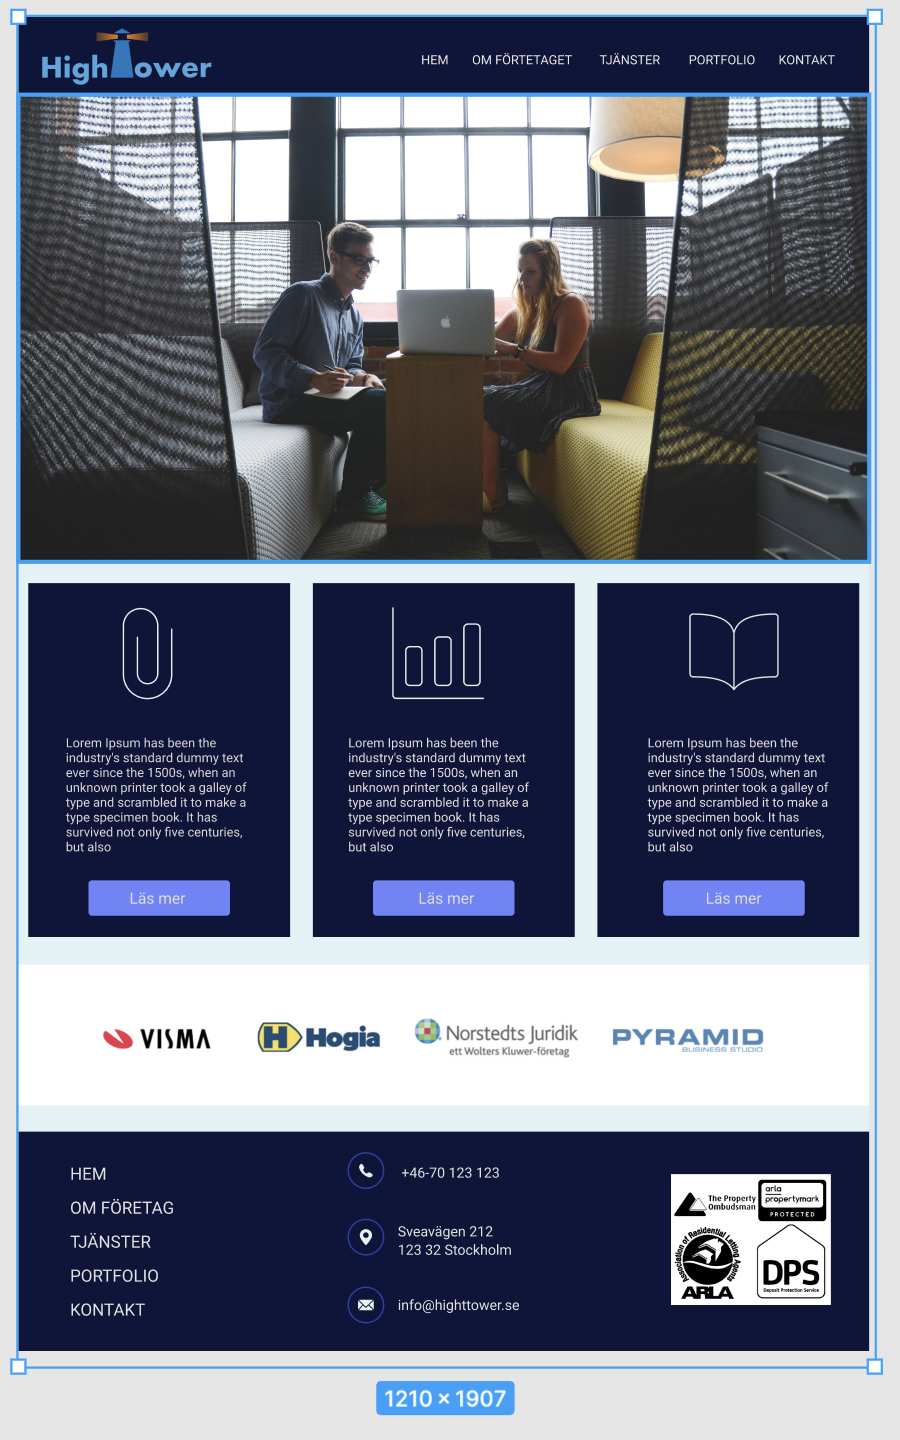 HighTower
HEM OM FÖRTETAGET TJÄNSTER PORTFOLIO KONTAKT
Lorem Ipsum has been the
industry's standard dummy text
ever since the 1500s, when an
unknown printer took a galley of
type and scrambled it to make a
type specimen book. It has
survived not only five centuries,
but also
Läs mer
Lorem Ipsum has been the
industry's standard dummy text
ever since the 1500s, when an
unknown printer took a galley of
type and scrambled it to make a
type specimen book. It has
survived not only five centuries,
but also
Läs mer
Lorem Ipsum has been the
industry's standard dummy text
ever since the 1500s, when an
unknown printer took a galley of
type and scrambled it to make a
type specimen book. It has
survived not only five centuries,
but also
Läs mer
VISMA
H Hogia
Norstedts Juridik
ett Wolters Kluwer-företag
PYRAMID
BUSINESS STUDIO
HEM
OM FÖRETAG
TJÄNSTER
PORTFOLIO
KONTAKT
+46-70 123 123
Sveavägen 212
123 32 Stockholm
info@highttower.se
The Property
Ombudsman
arla
propertymark
PROTECTED
Association of Residential Letting Agents
ARLA
DPS
Deposit Protection Service
1210 × 1907